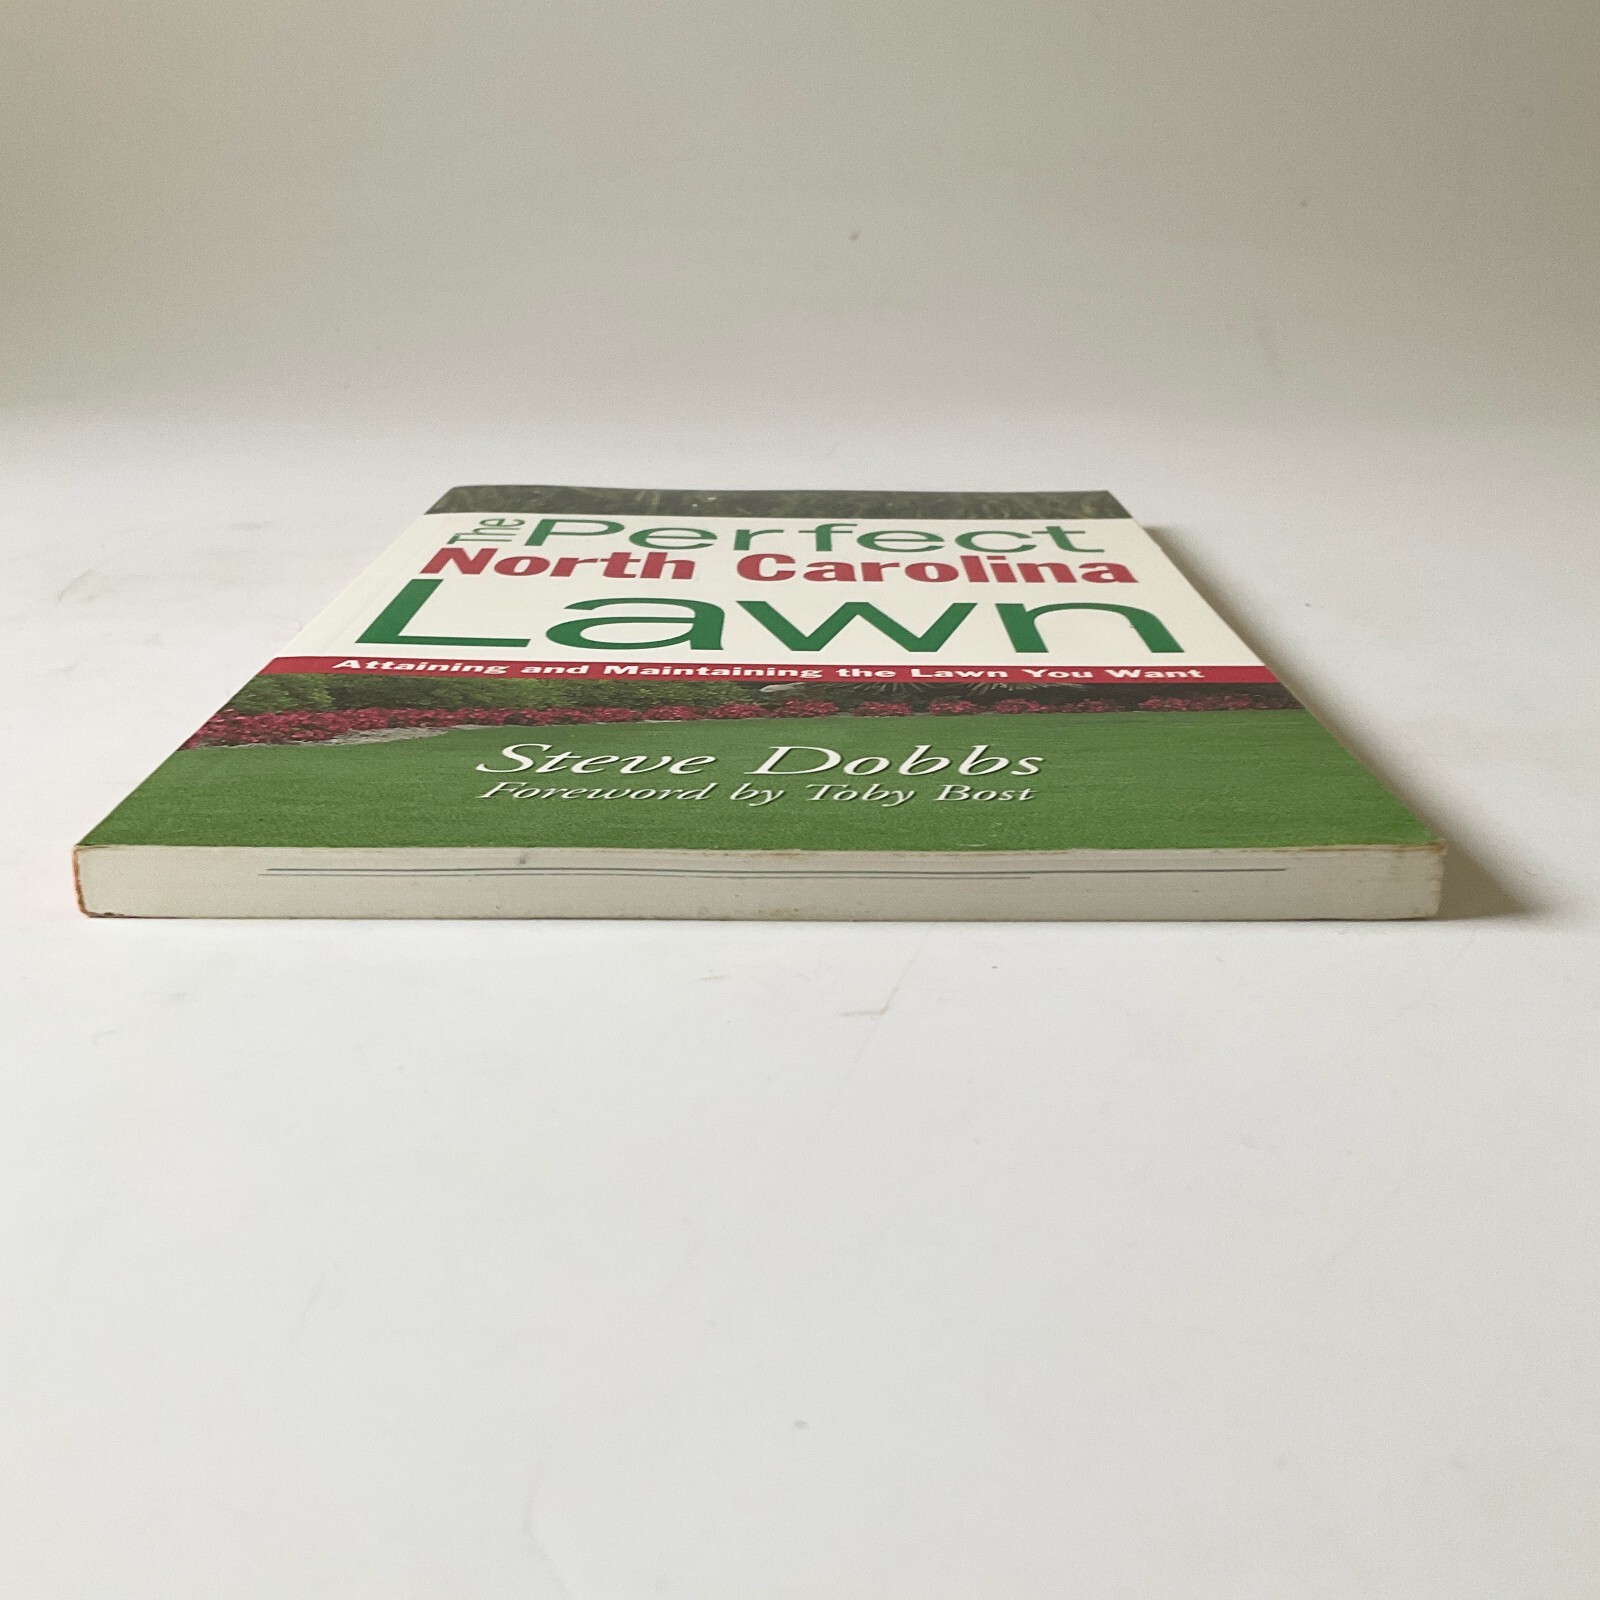 The Perfect
North Carolina
Lawn
Attaining and Maintaining the Lawn You Want
Steve Dobbs
Foreword by Toby Bost